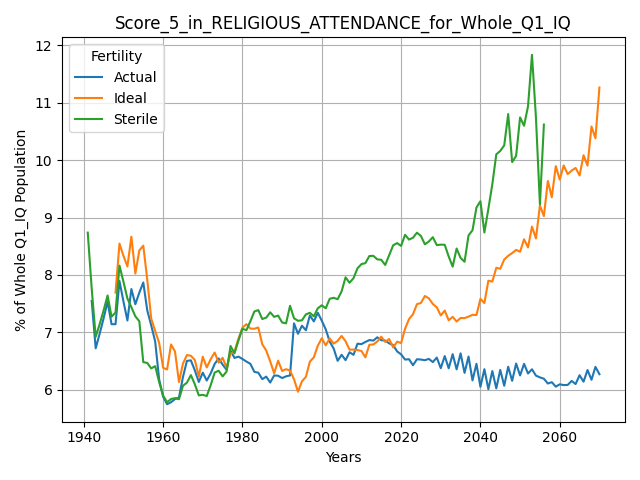 Score_5_in_RELIGIOUS_ATTENDANCE_for_Whole_Q1_IQ
Fertility
Actual
Ideal
Sterile
% of Whole Q1_IQ Population
12
11
10
9
8
7
6
1940
1960
1980
2000
2020
2040
2060
Years